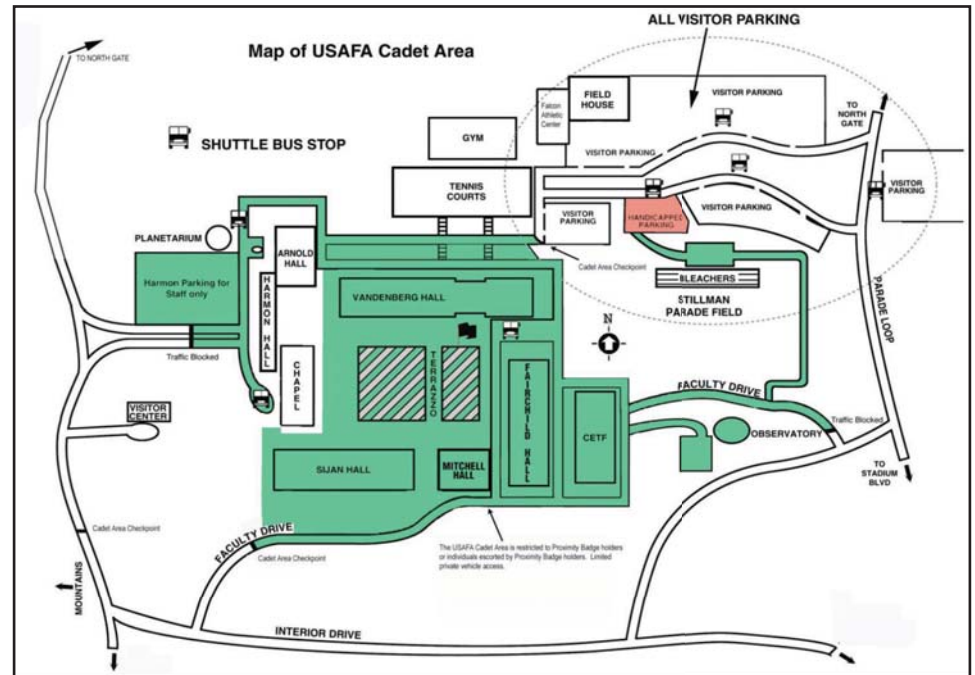 ALL VISITOR PARKING
Map of USAFA Cadet Area
TO NORTH GATE
SHUTTLE BUS STOP
FIELD
HOUSE
Falcon
Athletic
Center
VISITOR PARKING
TO
NORTH
GATE
GYM
VISITOR PARKING
TENNIS
COURTS
VISITOR
PARKING
VISITOR
PARKING
HANDICAPPED
PARKING
VISITOR PARKING
PLANETARIUM
ARNOLD
HALL
Cadet Area Checkpoint
BLEACHERS
STILLMAN
PARADE FIELD
Harmon Parking for
Staff only
HARMON HALL
VANDENBERG HALL
N
PARADE LOOP
Traffic Blocked
CHAPEL
TERRAZZO
FAIRCHILD HALL
FACULTY DRIVE
VISITOR
CENTER
CETF
OBSERVATORY
Traffic Blocked
SIJAN HALL
MITCHELL
HALL
TO
STADIUM
BLVD
Cadet Area Checkpoint
FACULTY DRIVE
Cadet Area Checkpoint
The USAFA Cadet Area is restricted to Proximity Badge holders
or individuals escorted by Proximity Badge holders. Limited
private vehicle access.
MOUNTAINS
INTERIOR DRIVE